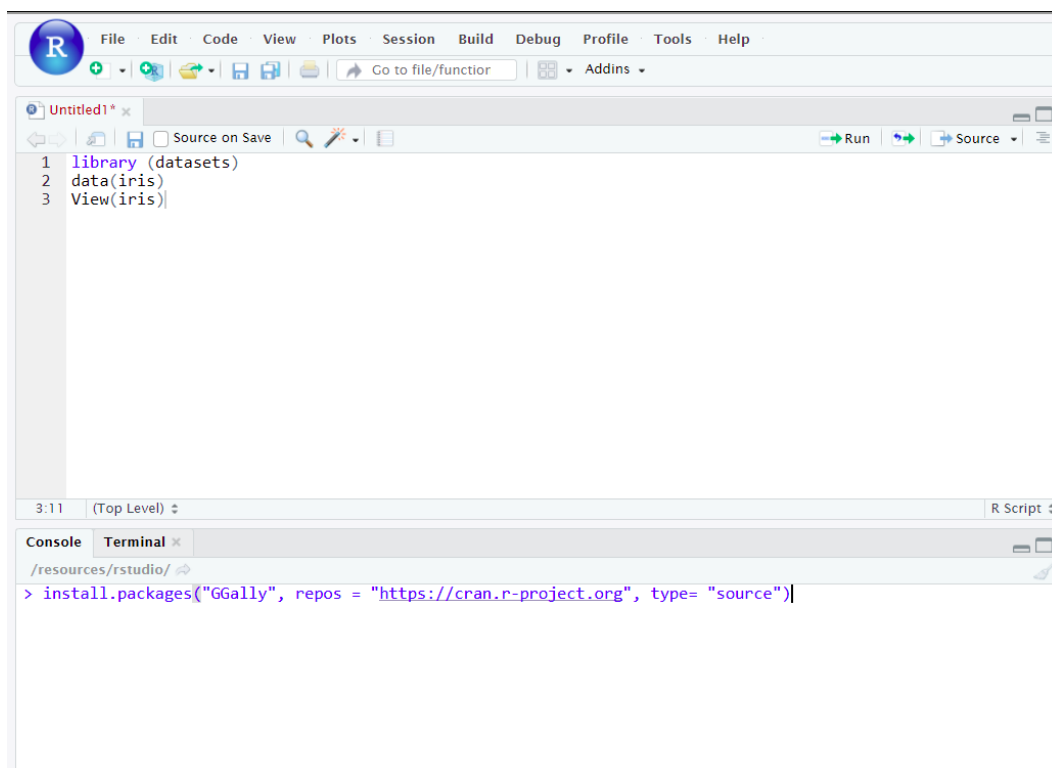 R File Edit Code View Plots Session Build Debug Profile Tools Help
R Go to file/functior Addins
Untitled1*
Source on Save Run Source
1 library (datasets)
2 data(iris)
3 View(iris)
3:11 (Top Level) R Script
Console Terminal
/resources/rstudio/
> install.packages("GGally", repos = "https://cran.r-project.org", type= "source")